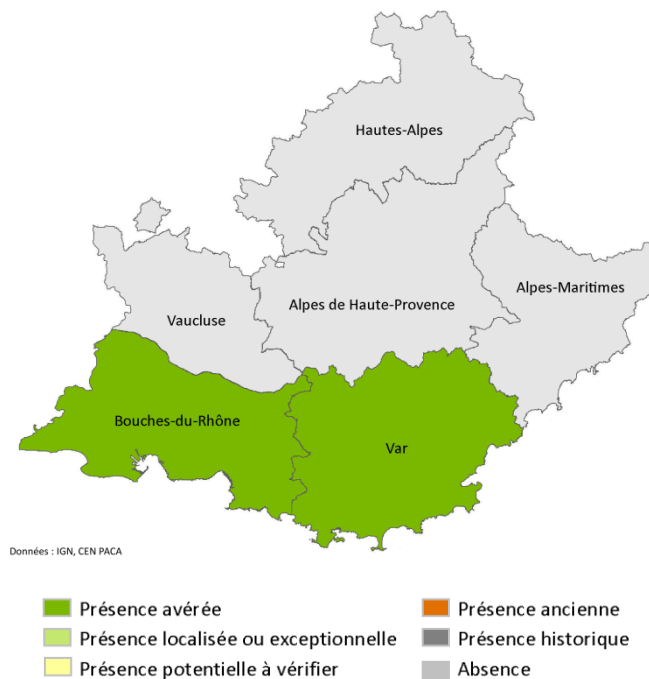 Hautes-Alpes
Alpes-Maritimes
Alpes de Haute-Provence
Vaucluse
Bouches-du-Rhône
Var
Données : IGN, CEN PACA
Présence avérée
Présence ancienne
Présence localisée ou exceptionnelle
Présence historique
Présence potentielle à vérifier
Absence